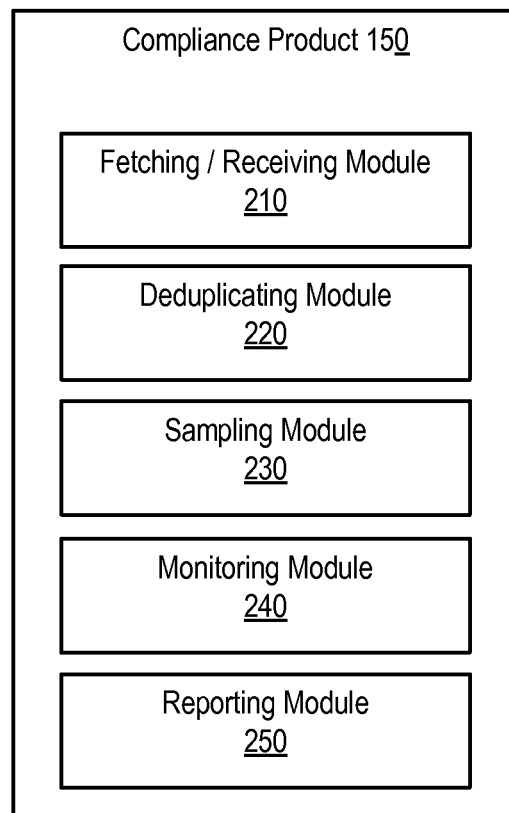 Compliance Product 150
Fetching / Receiving Module
210
Deduplicating Module
220
Sampling Module
230
Monitoring Module
240
Reporting Module
250